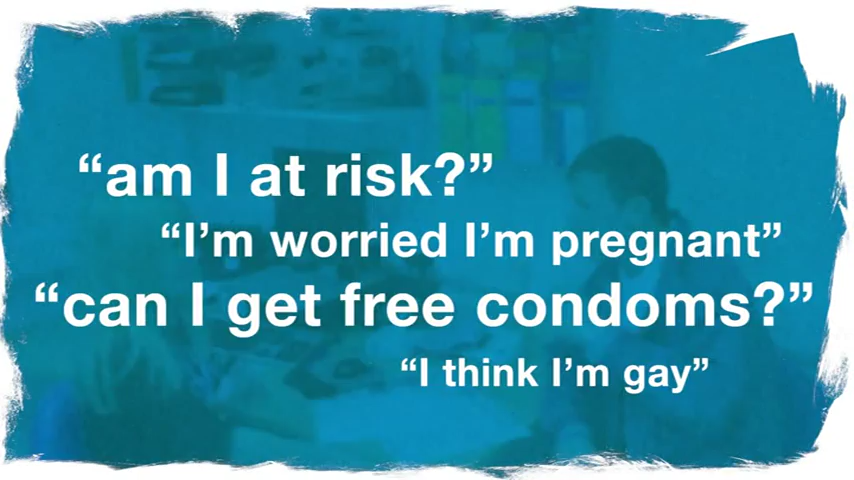 “am I at risk?”
“I’m worried I’m pregnant”
“can I get free condoms?”
“I think I’m gay”